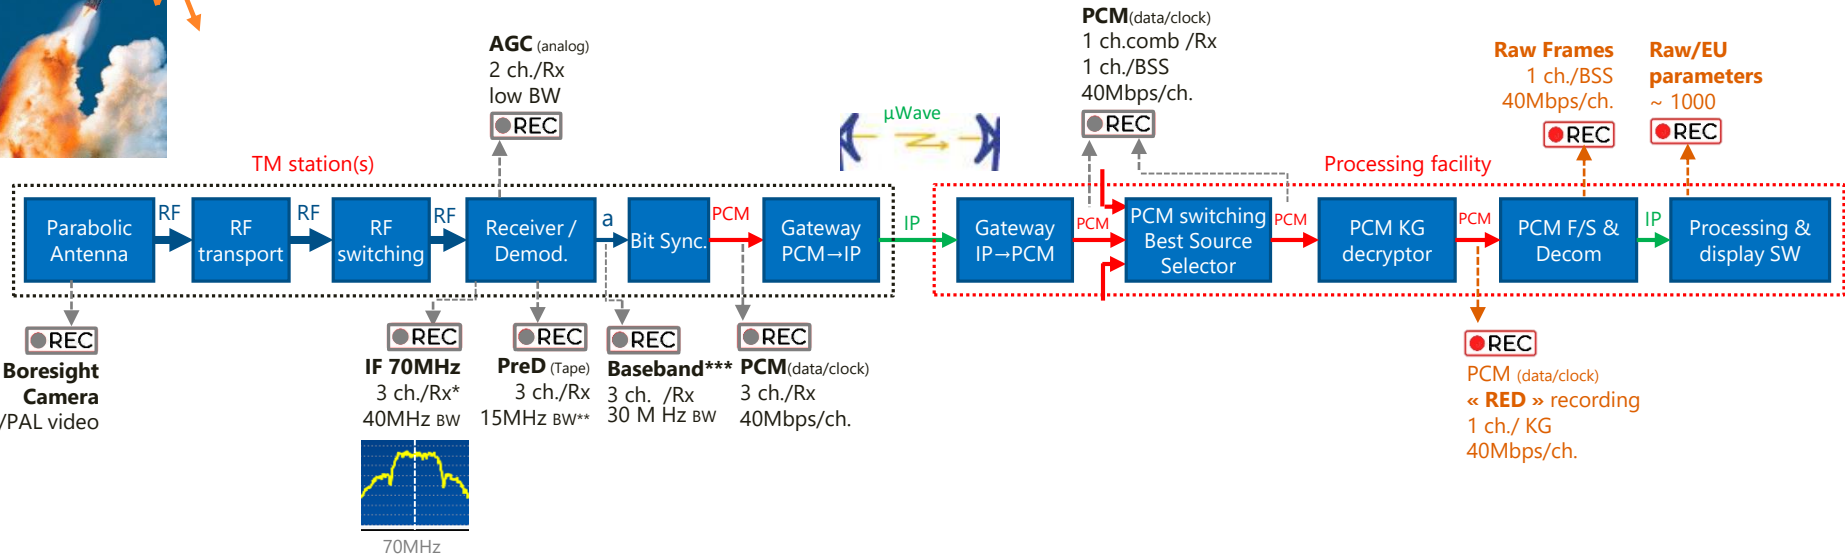 PCM(data/clock)
1 ch.comb /Rx
1 ch./BSS
40Mbps/ch.
REC
AGC (analog)
2 ch./Rx
low BW
REC
Raw Frames
1 ch./BSS
40Mbps/ch.
REC
Raw/EU
parameters
~ 1000
REC
µWave
TM station(s)
Processing facility
Parabolic
Antenna
RF
RF
transport
RF
RF
switching
RF
Receiver /
Demod.
a
Bit Sync.
PCM
Gateway
PCM→IP
IP
Gateway
IP→PCM
PCM
PCM switching
Best Source
Selector
PCM
PCM KG
decryptor
PCM
PCM F/S &
Decom
IP
Processing &
display SW
REC
Boresight
Camera
/PAL video
REC
IF 70MHz
3 ch./Rx*
40MHz BW
70MHz
REC
PreD (Tape)
3 ch./Rx
15MHz BW**
REC
Baseband***
3 ch. /Rx
30 M Hz BW
REC
PCM(data/clock)
3 ch./Rx
40Mbps/ch.
REC
PCM (data/clock)
« RED » recording
1 ch./ KG
40Mbps/ch.